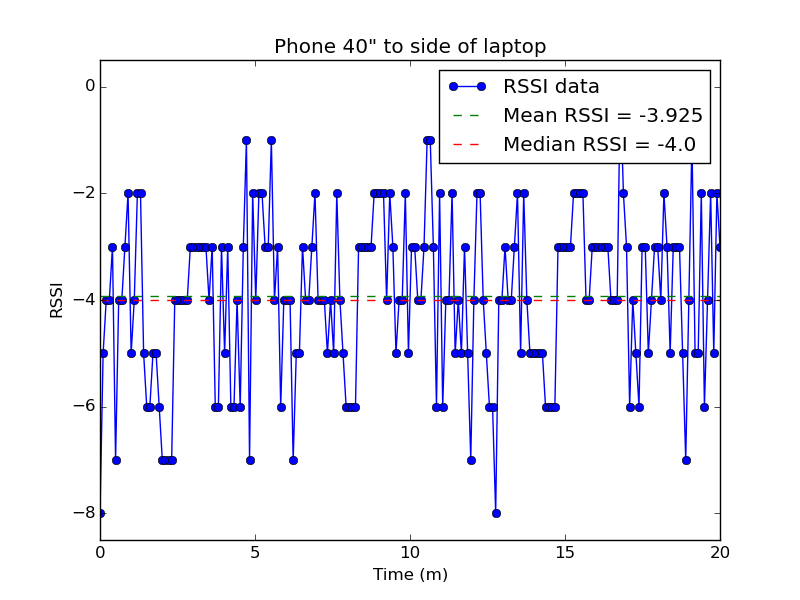 Phone 40" to side of laptop
RSSI data
Mean RSSI = -3.925
Median RSSI = -4.0
0
−2
−4
−6
−8
RSSI
0 5 10 15 20
Time (m)